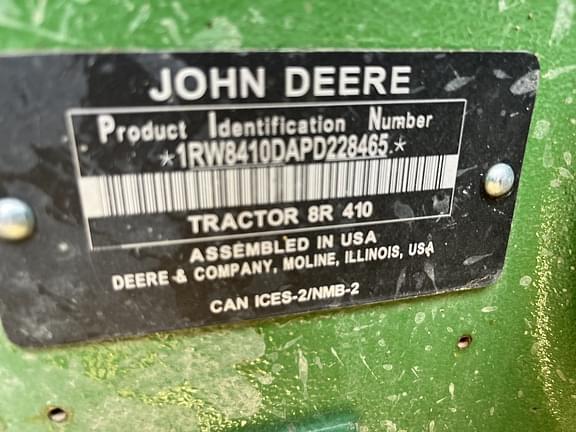 JOHN DEERE
Product Identification Number
*1RW8410DAPD228465*
TRACTOR 8R 410
ASSEMBLED IN USA
DEERE & COMPANY, MOLINE, ILLINOIS, USA
CAN ICES-2/NMB-2